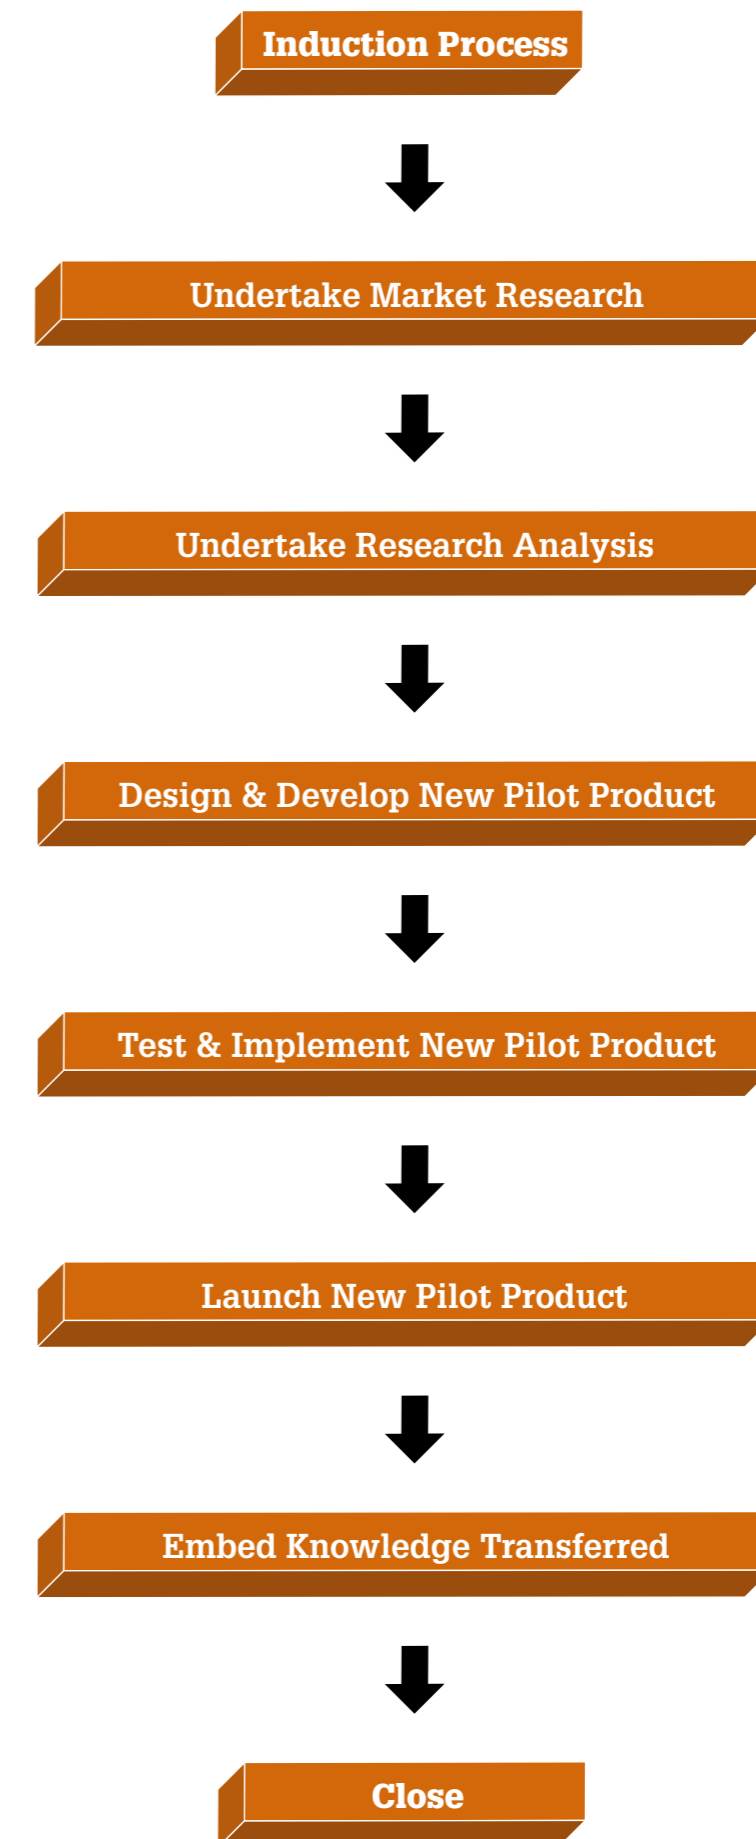 Induction Process
Undertake Market Research
Undertake Research Analysis
Design & Develop New Pilot Product
Test & Implement New Pilot Product
Launch New Pilot Product
Embed Knowledge Transferred
Close